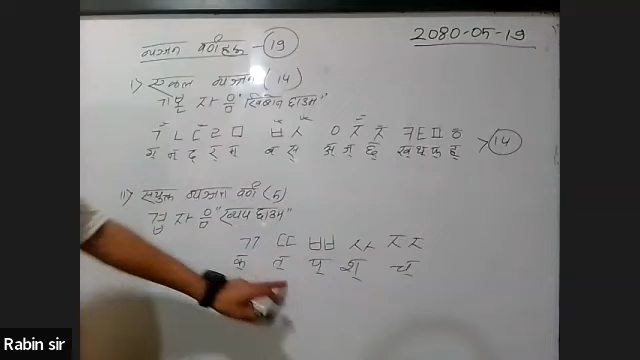 2080-05-19
व्यञ्जन वर्णहरू - 19
i) सकल व्यञ्जन (14)
ㄱ ㄴ ㄷ ㄹ ㅁ ㅂ ㅅ ㅇ ㅈ ㅊ ㅋ ㅌ ㅍ ㅎ > 14
ग् न् द् र् म् ब् स् अ् ज् छ् ख् थ् फ् ह्
ii) संयुक्त व्यञ्जन वर्ण (5)
ㄲ ㄸ ㅃ ㅆ ㅉ
क् त् प् श् च्
Rabin sir